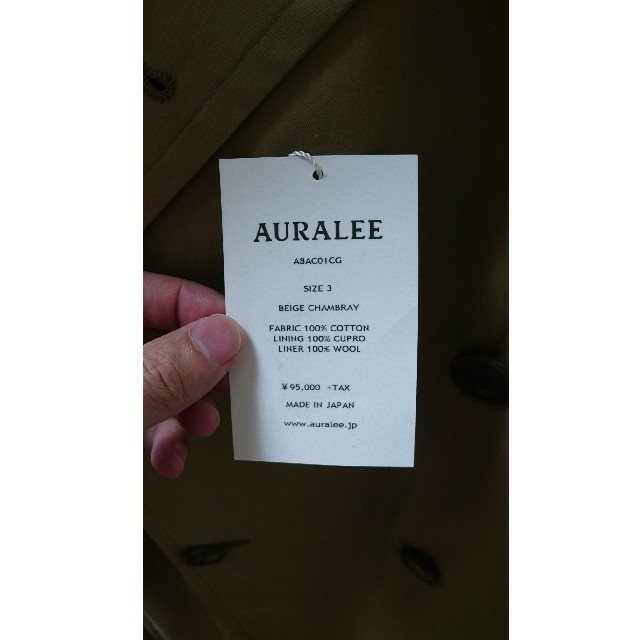 AURALEE
A8AC01CG
SIZE 3
BEIGE CHAMBRAY
FABRIC 100% COTTON
LINING 100% CUPRO
LINER 100% WOOL
¥95,000 +TAX
MADE IN JAPAN
www.auralee.jp